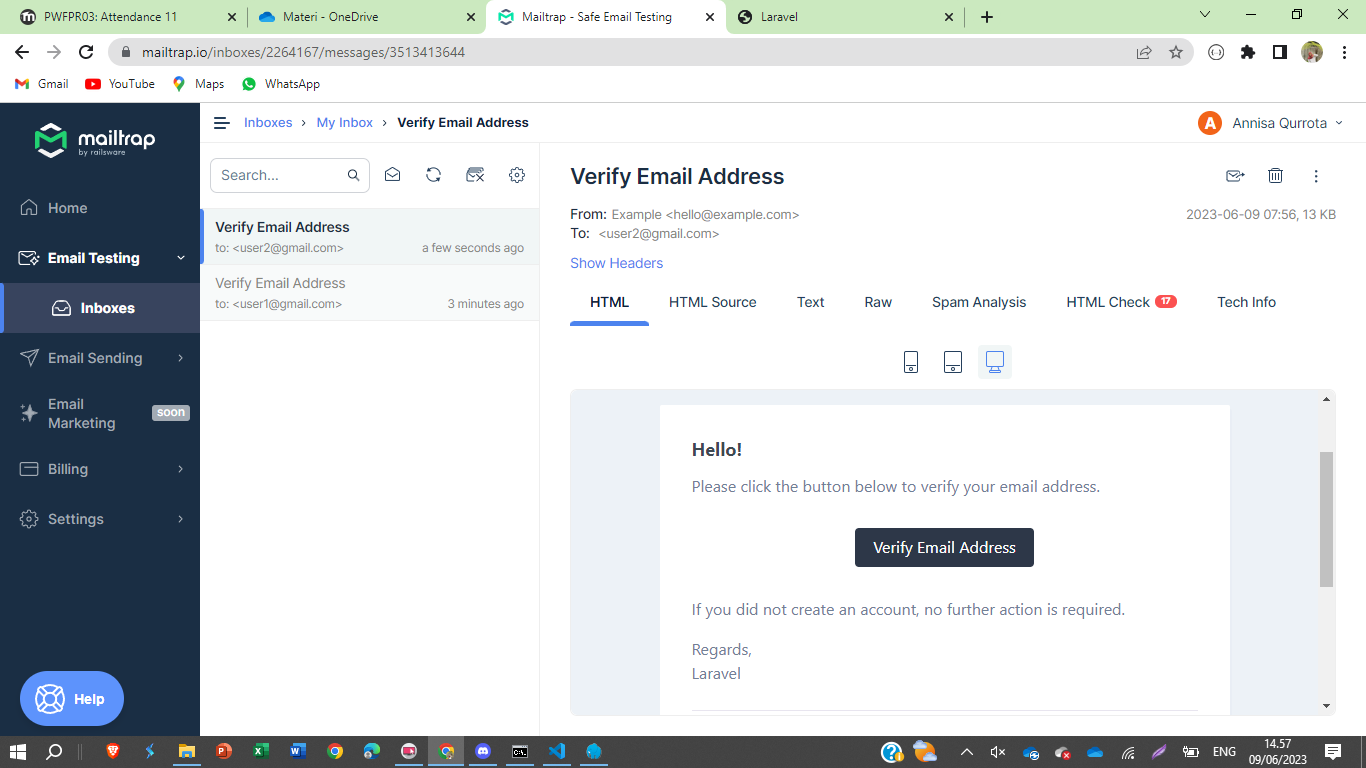 PWFPR03: Attendance 11
Materi - OneDrive
Mailtrap - Safe Email Testing
Laravel
mailtrap.io/inboxes/2264167/messages/3513413644
Gmail
YouTube
Maps
WhatsApp
mailtrap
by railsware
Home
Email Testing
Inboxes
Email Sending
Email
Marketing
soon
Billing
Settings
Help
Inboxes › My Inbox › Verify Email Address
A
Annisa Qurrota
Search...
Verify Email Address
to: <user2@gmail.com> a few seconds ago
Verify Email Address
to: <user1@gmail.com> 3 minutes ago
Verify Email Address
From: Example <hello@example.com> 2023-06-09 07:56, 13 KB
To: <user2@gmail.com>
Show Headers
HTML HTML Source Text Raw Spam Analysis HTML Check 17 Tech Info
Hello!
Please click the button below to verify your email address.
Verify Email Address
If you did not create an account, no further action is required.
Regards,
Laravel
ENG
14.57
09/06/2023